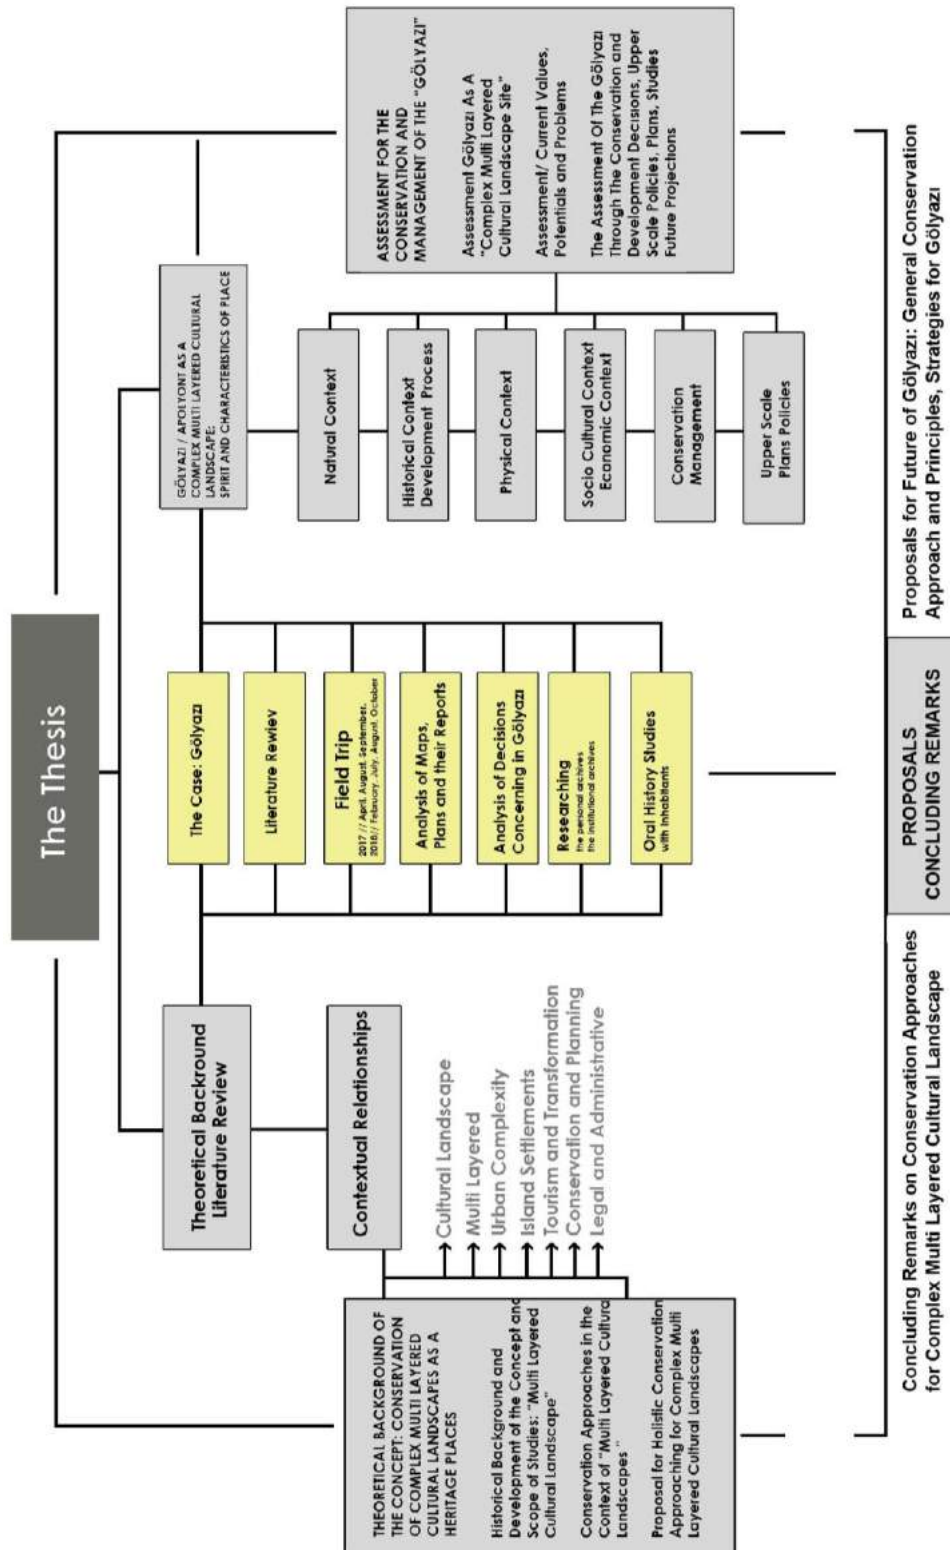 The Thesis
Theoretical Backround
Literature Review
Contextual Relationships
Cultural Landscape
Multi Layered
Urban Complexity
Island Settlements
Tourism and Transformation
Conservation and Planning
Legal and Administrative
THEORETICAL BACKGROUND OF
THE CONCEPT: CONSERVATION
OF COMPLEX MULTI LAYERED
CULTURAL LANDSCAPES AS A
HERITAGE PLACES
Historical Background and
Development of the Concept and
Scope of Studies: "Multi Layered
Cultural Landscape"
Conservation Approaches in the
Context of "Multi Layered Cultura
Landscapes "
Proposal for Holistic Conservation
Approaching for Complex Multi
Layered Cultural Landscapes
The Case: Gölyazı
Literature Rewiev
Field Trip
2017 // April, August, September,
2018// February, July, August, October
Analysis of Maps,
Plans and their Reports
Analysis of Decisions
Concerning in Gölyazı
Researching
the personal archives
the institutional archives
Oral History Studies
with Inhabitants
GÖLYAZI / APOLYONT AS A
COMPLEX MULTI LAYERED CULTURAL
LANDSCAPE:
SPIRIT AND CHARACTERISTICS OF PLACE
Natural Context
Historical Context
Development Process
Physical Context
Socio Cultural Context
Economic Context
Conservation
Management
Upper Scale
Plans Policies
ASSESSMENT FOR THE
CONSERVATION AND
MANAGEMENT OF THE "GÖLYAZI"
Assessment Gölyazı As A
"Complex Multi Layered
Cultural Landscape Site"
Assessment/ Current Values,
Potentials and Problems
The Assessment Of The Gölyazı
Through The Conservation and
Development Decisions, Upper
Scale Policies, Plans, Studies
Future Projections
Concluding Remarks on Conservation Approaches
for Complex Multi Layered Cultural Landscape
PROPOSALS
CONCLUDING REMARKS
Proposals for Future of Gölyazı: General Conservation
Approach and Principles, Strategies for Gölyazı